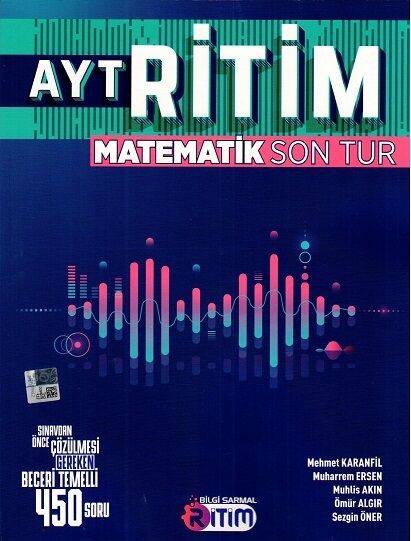 AYT RİTİM
MATEMATİK SON TUR
SINAVDAN
ÖNCE ÇÖZÜLMESİ
GEREKEN
BECERİ TEMELLİ
450 SORU
Mehmet KARANFİL
Muharrem ERSEN
Muhlis AKIN
Ömür ALGIR
Sezgin ÖNER
BİLGİ SARMAL
RİTİM